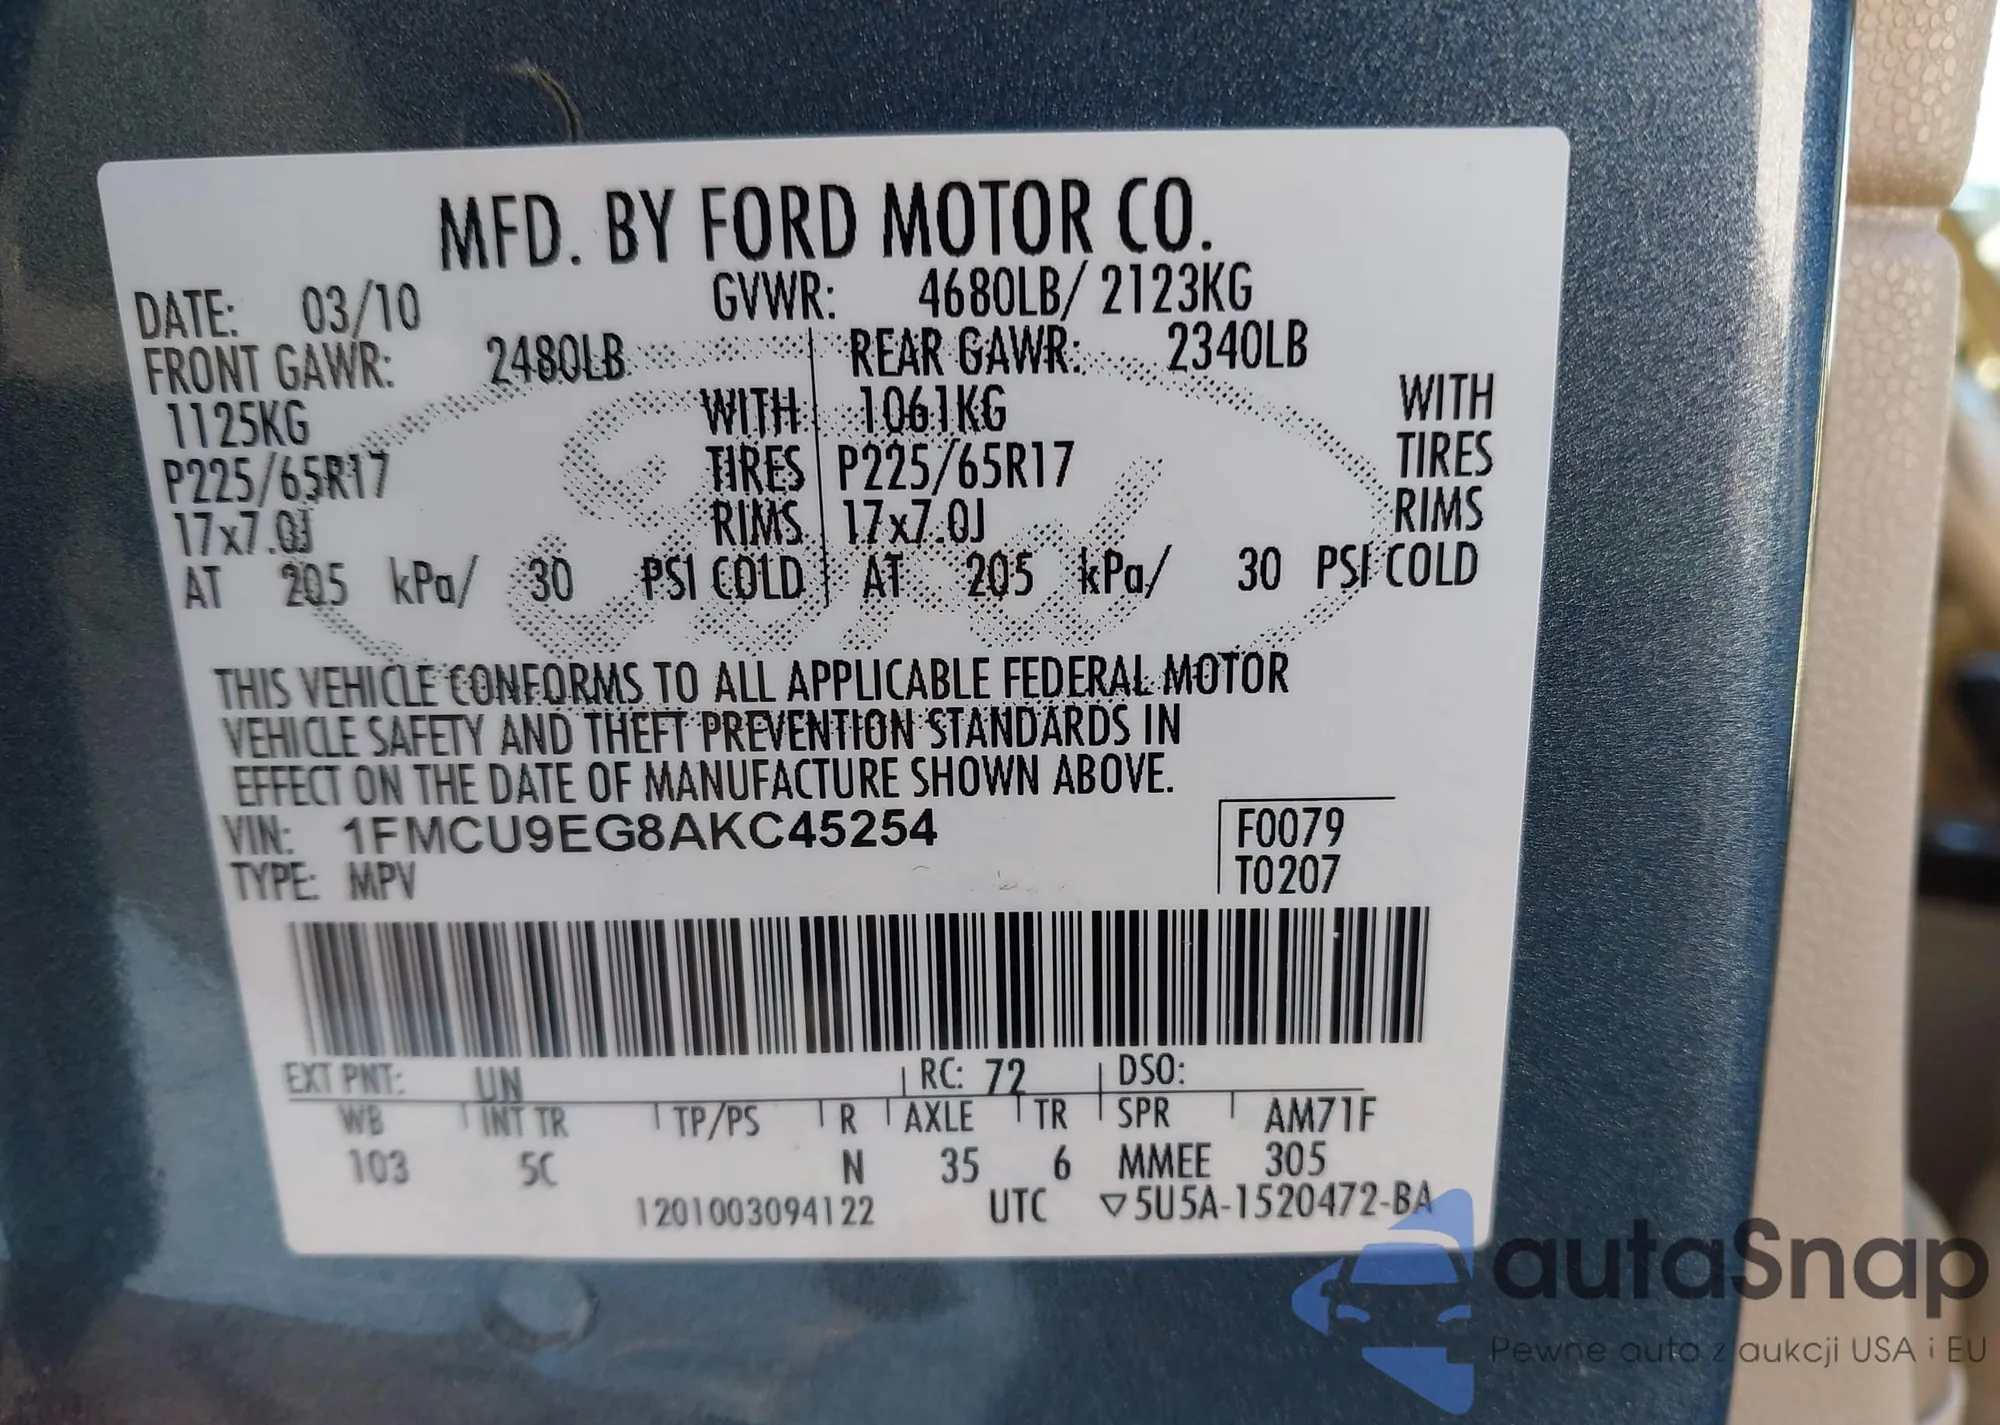 MFD. BY FORD MOTOR CO.
DATE: 03/10 GVWR: 4680LB/ 2123KG
FRONT GAWR: 2480LB REAR GAWR: 2340LB
1125KG WITH 1061KG WITH
P225/65R17 TIRES P225/65R17 TIRES
17x7.0J RIMS 17x7.0J RIMS
AT 205 kPa/ 30 PSI COLD AT 205 kPa/ 30 PSI COLD
THIS VEHICLE CONFORMS TO ALL APPLICABLE FEDERAL MOTOR
VEHICLE SAFETY AND THEFT PREVENTION STANDARDS IN
EFFECT ON THE DATE OF MANUFACTURE SHOWN ABOVE.
VIN: 1FMCU9EG8AKC45254 F0079
TYPE: MPV T0207
EXT PNT: UN RC: 72 DSO:
WB INT TR TP/PS R AXLE TR SPR AM71F
103 5C N 35 6 MMEE 305
1201003094122 UTC ▽5U5A-1520472-BA
autaSnap
Pewne auto z aukcji USA i EU